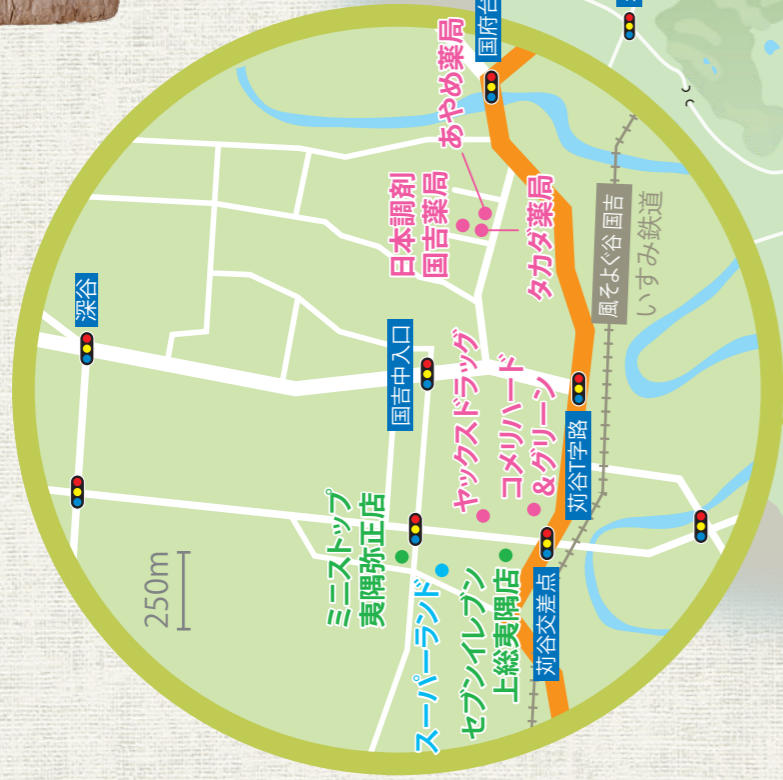 深谷
国府台
あやめ薬局
日本調剤
国吉薬局
タカダ薬局
国吉中入口
ヤックスドラッグ
コメリハード
&グリーン
風そよぐ谷 国吉
いすみ鉄道
苅谷T字路
苅谷交差点
ミニストップ
夷隅弥正店
スーパーランド
セブンイレブン
上総夷隅店
250m